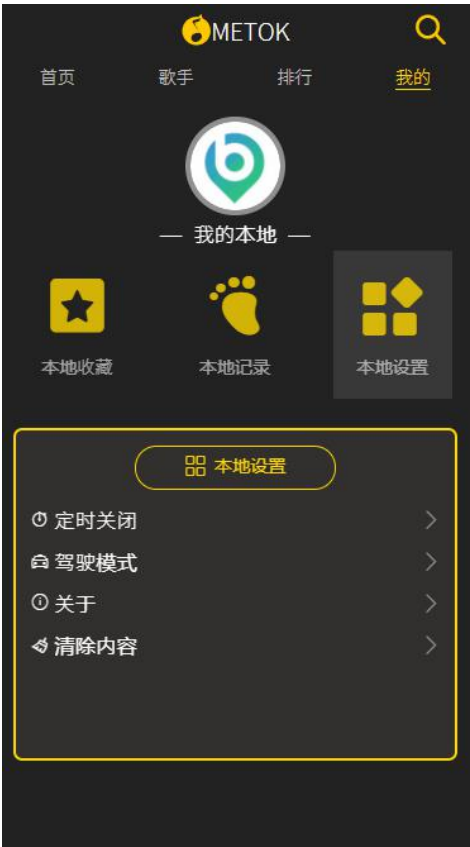 METOK
首页 歌手 排行 我的
— 我的本地 —
本地收藏 本地记录 本地设置
本地设置
定时关闭
驾驶模式
关于
清除内容